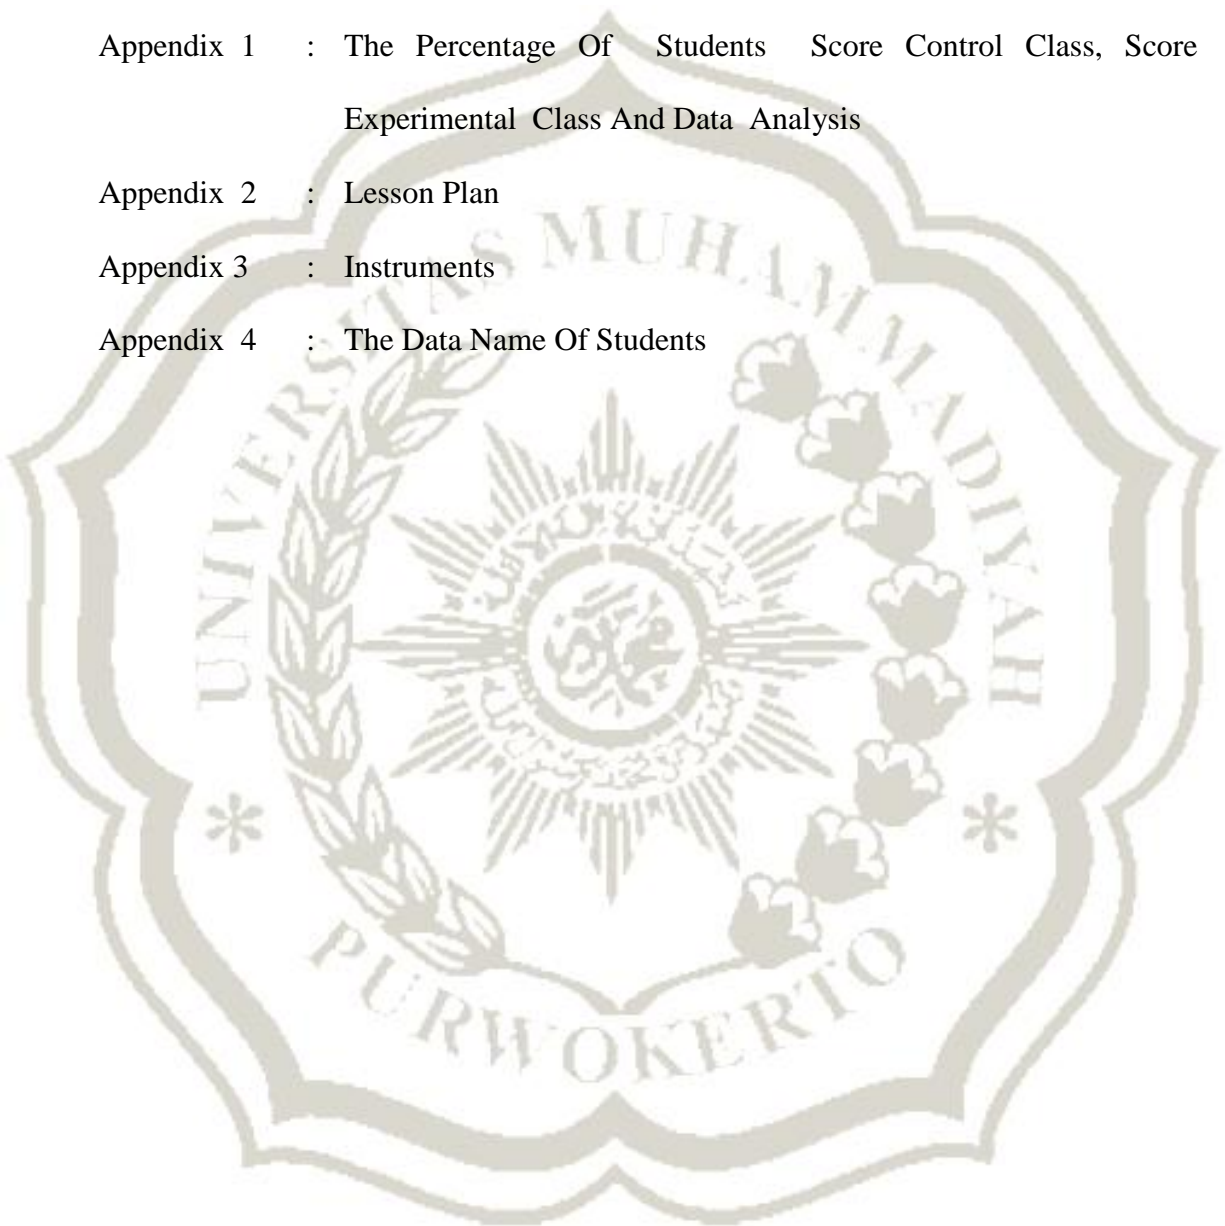 Appendix 1 : The Percentage Of Students Score Control Class, Score
Experimental Class And Data Analysis
Appendix 2 : Lesson Plan
Appendix 3 : Instruments
Appendix 4 : The Data Name Of Students
UNIVERSITAS MUHAMMADIYAH
PURWOKERTO